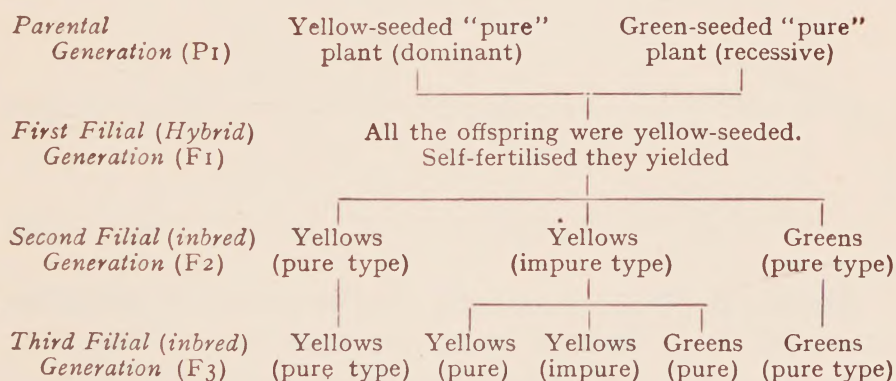 Parental Yellow-seeded “pure” Green-seeded “pure”
Generation (P1) plant (dominant) plant (recessive)
First Filial (Hybrid) All the offspring were yellow-seeded.
Generation (F1) Self-fertilised they yielded
Second Filial (inbred) Yellows Yellows Greens
Generation (F2) (pure type) (impure type) (pure type)
Third Filial (inbred) Yellows Yellows Yellows Greens Greens
Generation (F3) (pure type) (pure) (impure) (pure) (pure type)